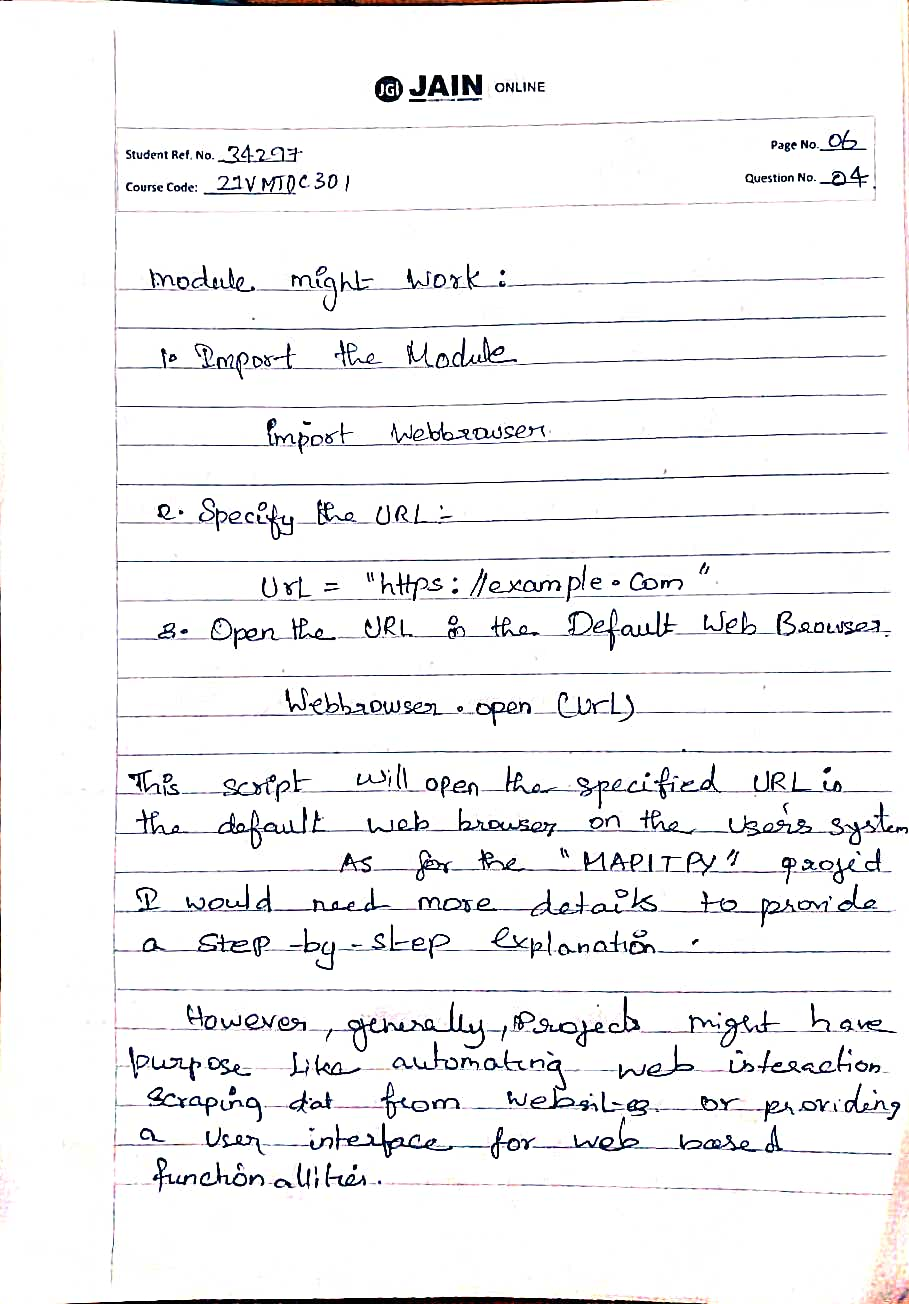 JGI JAIN ONLINE
Student Ref. No. 34297
Page No. 06
Course Code: 21VMTOC301
Question No. 04
Module might work :
1. Import the Module
Import Webbrowser
2. Specify the URL :-
Url = "https: //example.com"
3. Open the URL in the Default Web Browser.
Webbrowser . open (url)
This script will open the specified URL in
the default web browser on the user's system
As for the "MAPITPY" project
I would need more details to provide
a step -by-step explanation .
However, generally, projects might have
purpose like automating web interaction
scraping dat from websites or providing
a user interface for web based
functionallities.